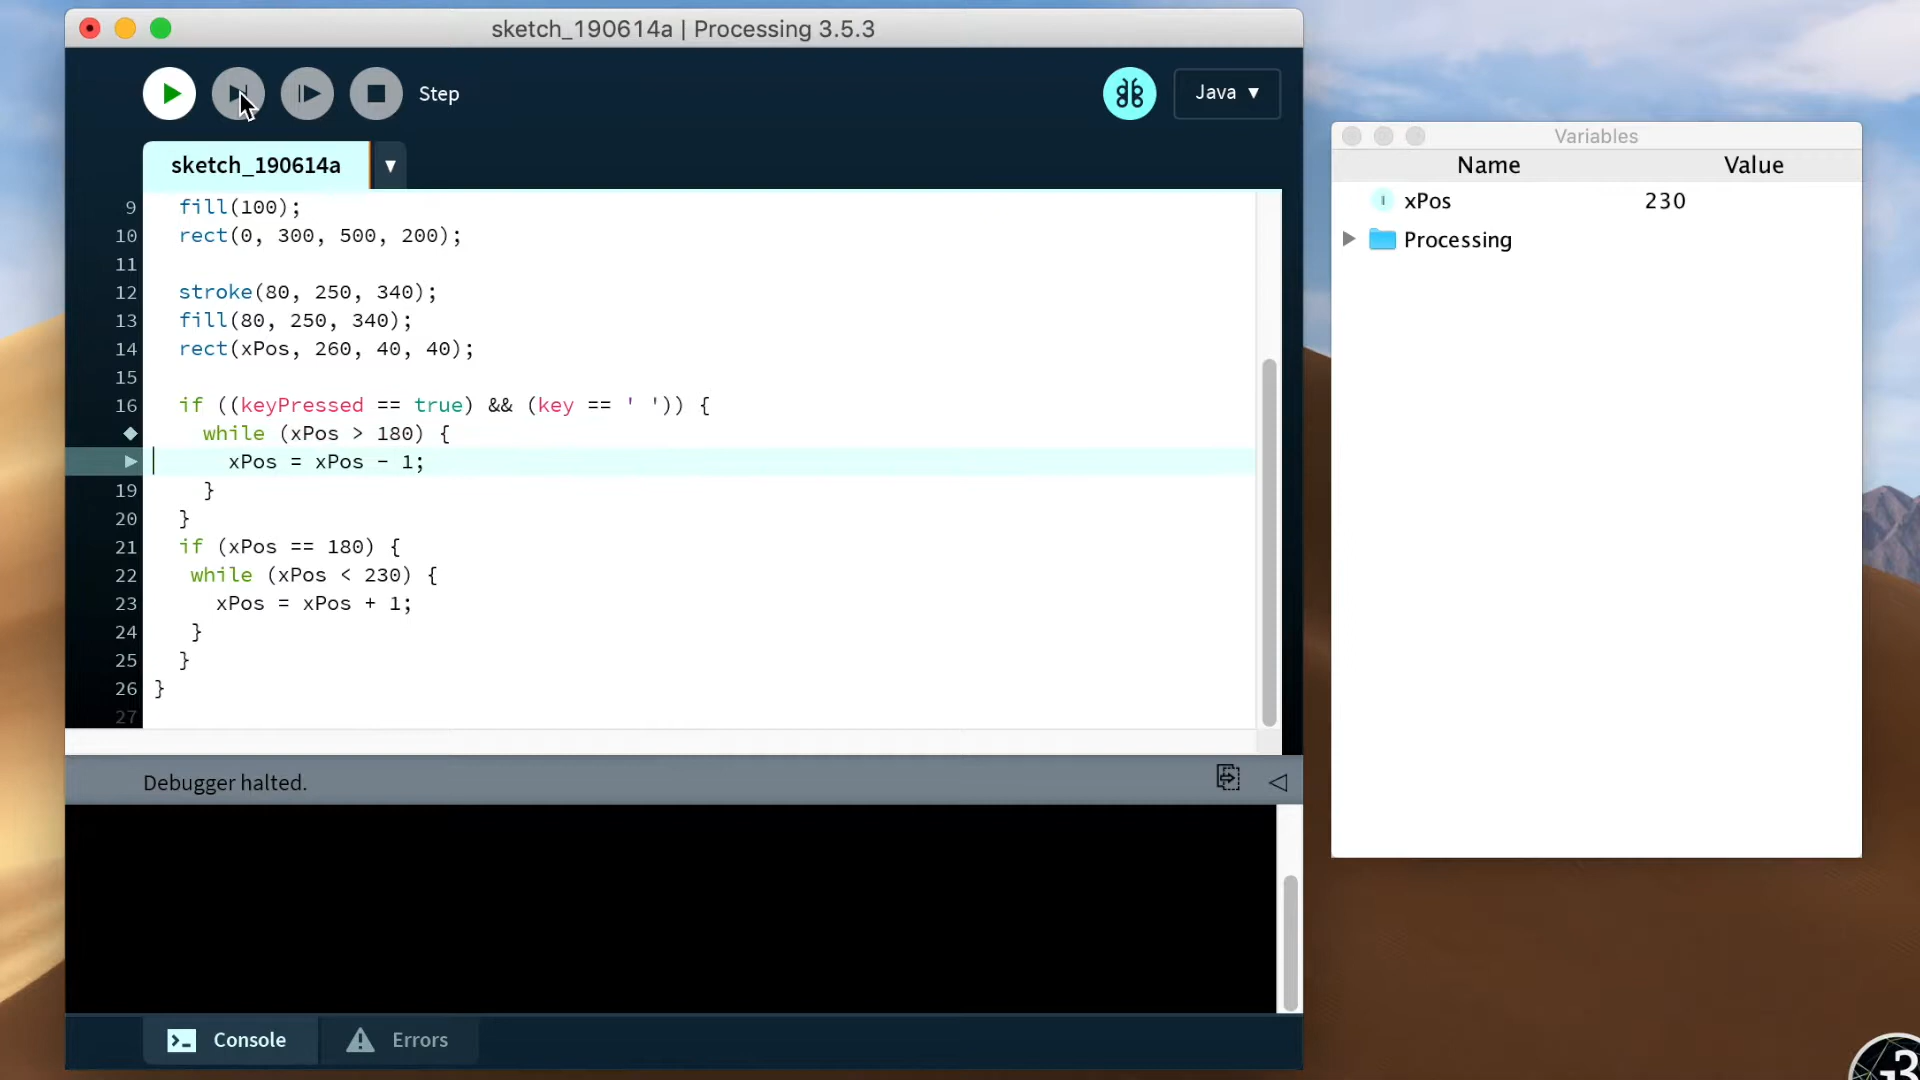 sketch_190614a | Processing 3.5.3
Step
Java ▼
sketch_190614a ▼
9 fill(100);
10 rect(0, 300, 500, 200);
11
12 stroke(80, 250, 340);
13 fill(80, 250, 340);
14 rect(xPos, 260, 40, 40);
15
16 if ((keyPressed == true) && (key == ' ')) {
while (xPos > 180) {
xPos = xPos - 1;
19 }
20 }
21 if (xPos == 180) {
22 while (xPos < 230) {
23 xPos = xPos + 1;
24 }
25 }
26 }
27
Debugger halted.
Console Errors
Variables
Name Value
xPos 230
Processing